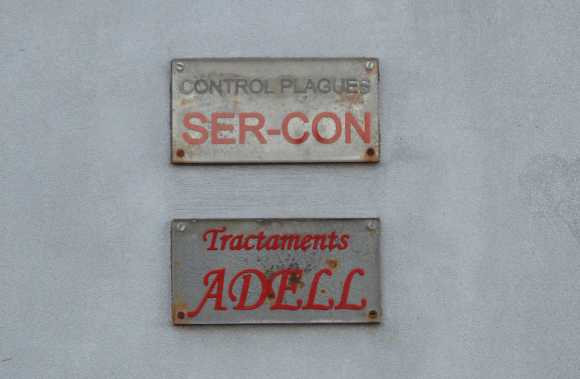 CONTROL PLAGUES
SER-CON
Tractaments
ADELL